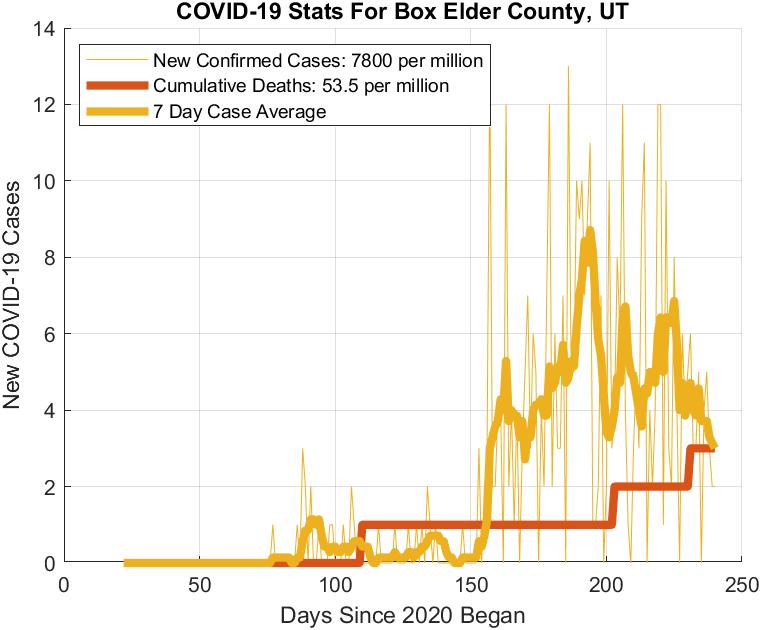 COVID-19 Stats For Box Elder County, UT
14
12
10
8
6
4
2
0
New COVID-19 Cases
New Confirmed Cases: 7800 per million
Cumulative Deaths: 53.5 per million
7 Day Case Average
0 50 100 150 200 250
Days Since 2020 Began